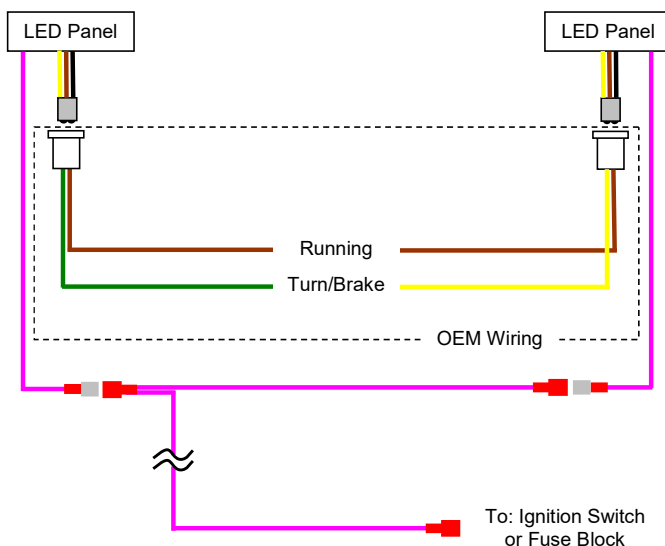 LED Panel
LED Panel
Running
Turn/Brake
OEM Wiring
To: Ignition Switch
or Fuse Block